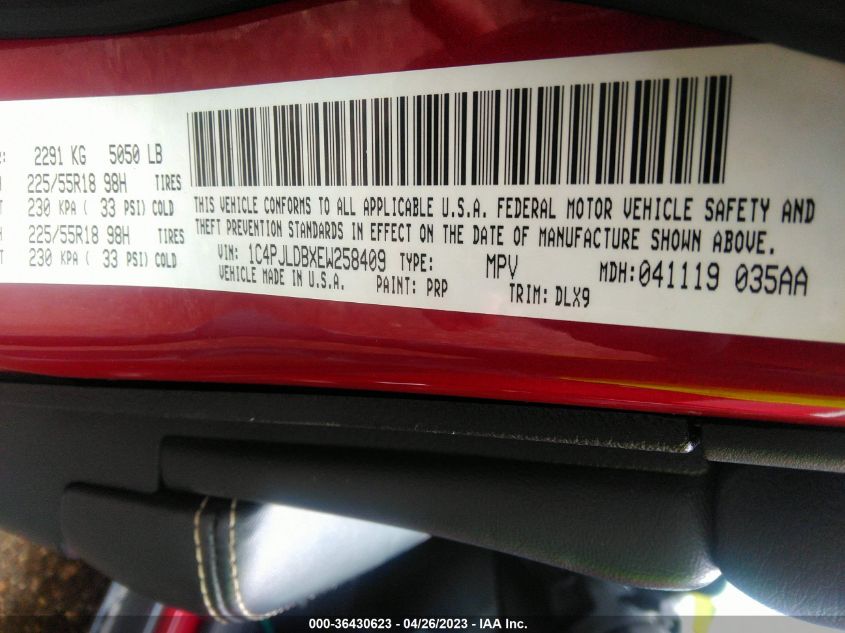 2291 KG 5050 LB
225/55R18 98H TIRES
230 KPA ( 33 PSI) COLD
225/55R18 98H TIRES
230 KPA ( 33 PSI) COLD
THIS VEHICLE CONFORMS TO ALL APPLICABLE U.S.A. FEDERAL MOTOR VEHICLE SAFETY AND
THEFT PREVENTION STANDARDS IN EFFECT ON THE DATE OF MANUFACTURE SHOWN ABOVE.
VIN: 1C4PJLDBXEW258409 TYPE: MPV MDH: 041119 035AA
VEHICLE MADE IN U.S.A. PAINT: PRP TRIM: DLX9
000-36430623 / 04/26/2023 - IAA Inc.